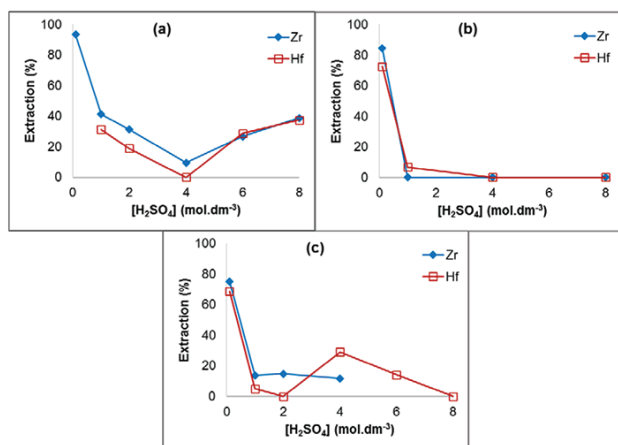 (a)
Zr
Hf
Extraction (%)
100
80
60
40
20
0
0 2 4 6 8
[H₂SO₄] (mol.dm⁻³)
(b)
Zr
Hf
Extraction (%)
100
80
60
40
20
0
0 2 4 6 8
[H₂SO₄] (mol.dm⁻³)
(c)
Zr
Hf
Extraction (%)
100
80
60
40
20
0
0 2 4 6 8
[H₂SO₄] (mol.dm⁻³)